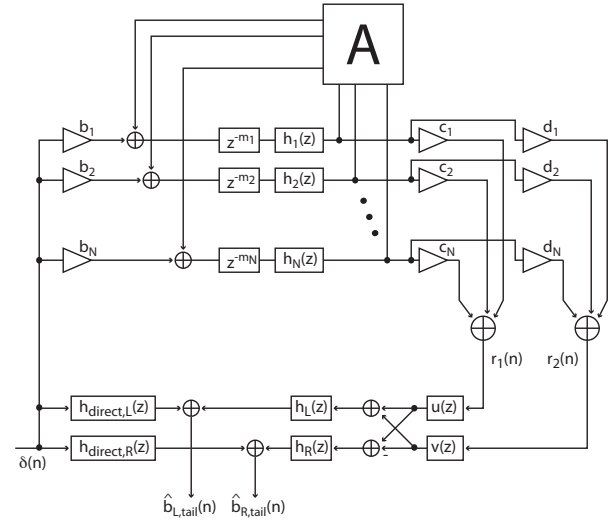 A
b1 z-m1 h1(z) c1 d1
b2 z-m2 h2(z) c2 d2
bN z-mN hN(z) cN dN
r1(n) r2(n)
hdirect,L(z) hL(z) u(z)
hdirect,R(z) hR(z) - v(z)
δ(n)
b̂L,tail(n) b̂R,tail(n)